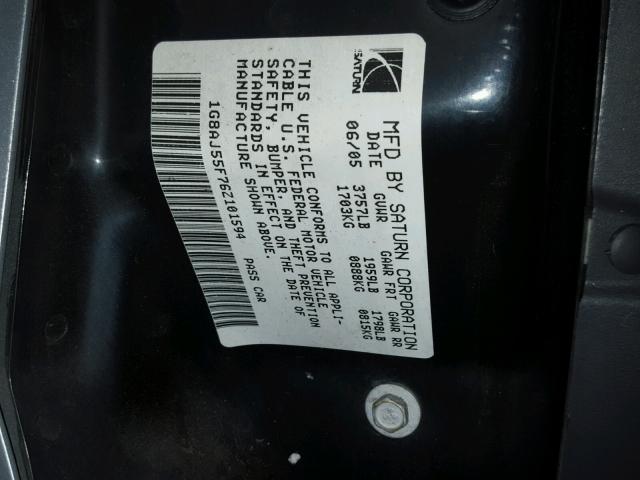 SATURN
MFD BY SATURN CORPORATION
DATE GVWR GAWR FRT GAWR RR
06/05 3757LB 1959LB 1798LB
1703KG 0888KG 0815KG
THIS VEHICLE CONFORMS TO ALL APPLI-
CABLE U.S. FEDERAL MOTOR VEHICLE
SAFETY, BUMPER, AND THEFT PREVENTION
STANDARDS IN EFFECT ON THE DATE OF
MANUFACTURE SHOWN ABOVE.
1G8AJ55F76Z101594 PASS CAR